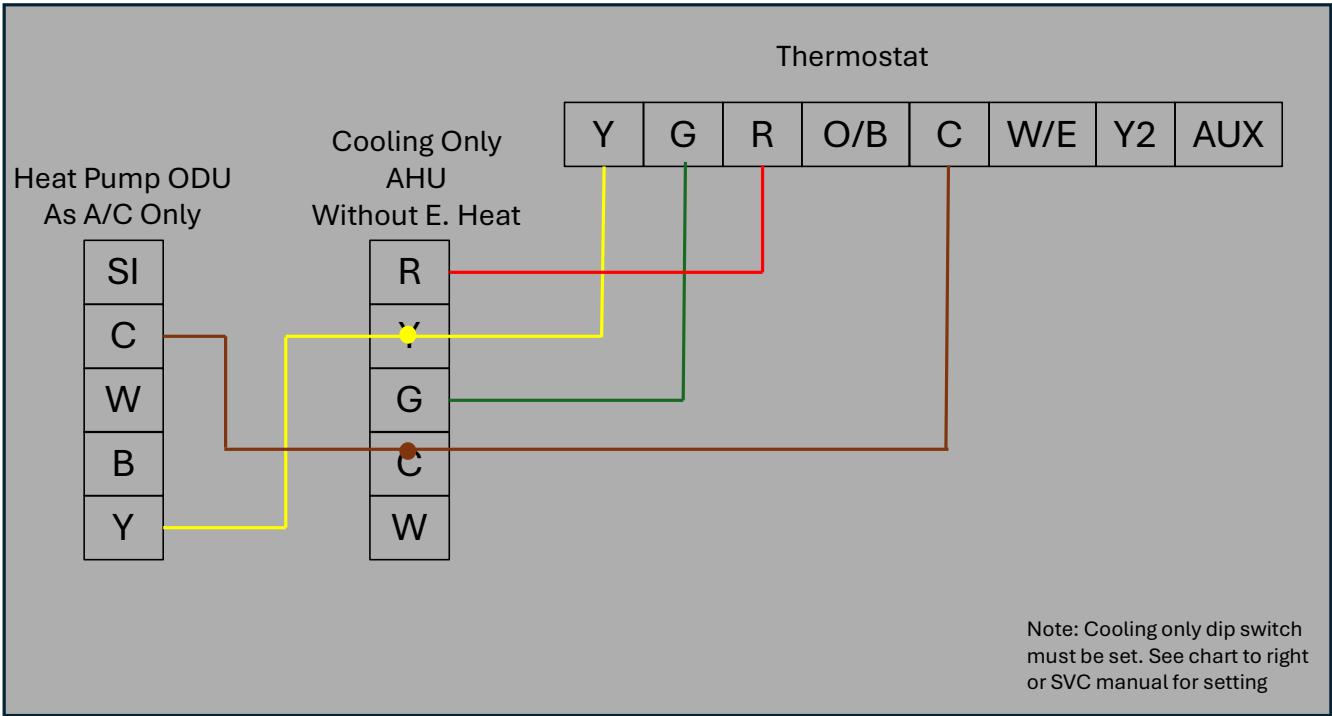 Thermostat
Y G R O/B C W/E Y2 AUX
Cooling Only
AHU
Without E. Heat
Heat Pump ODU
As A/C Only
SI
C
W
B
Y
R
Y
G
C
W
Note: Cooling only dip switch
must be set. See chart to right
or SVC manual for setting